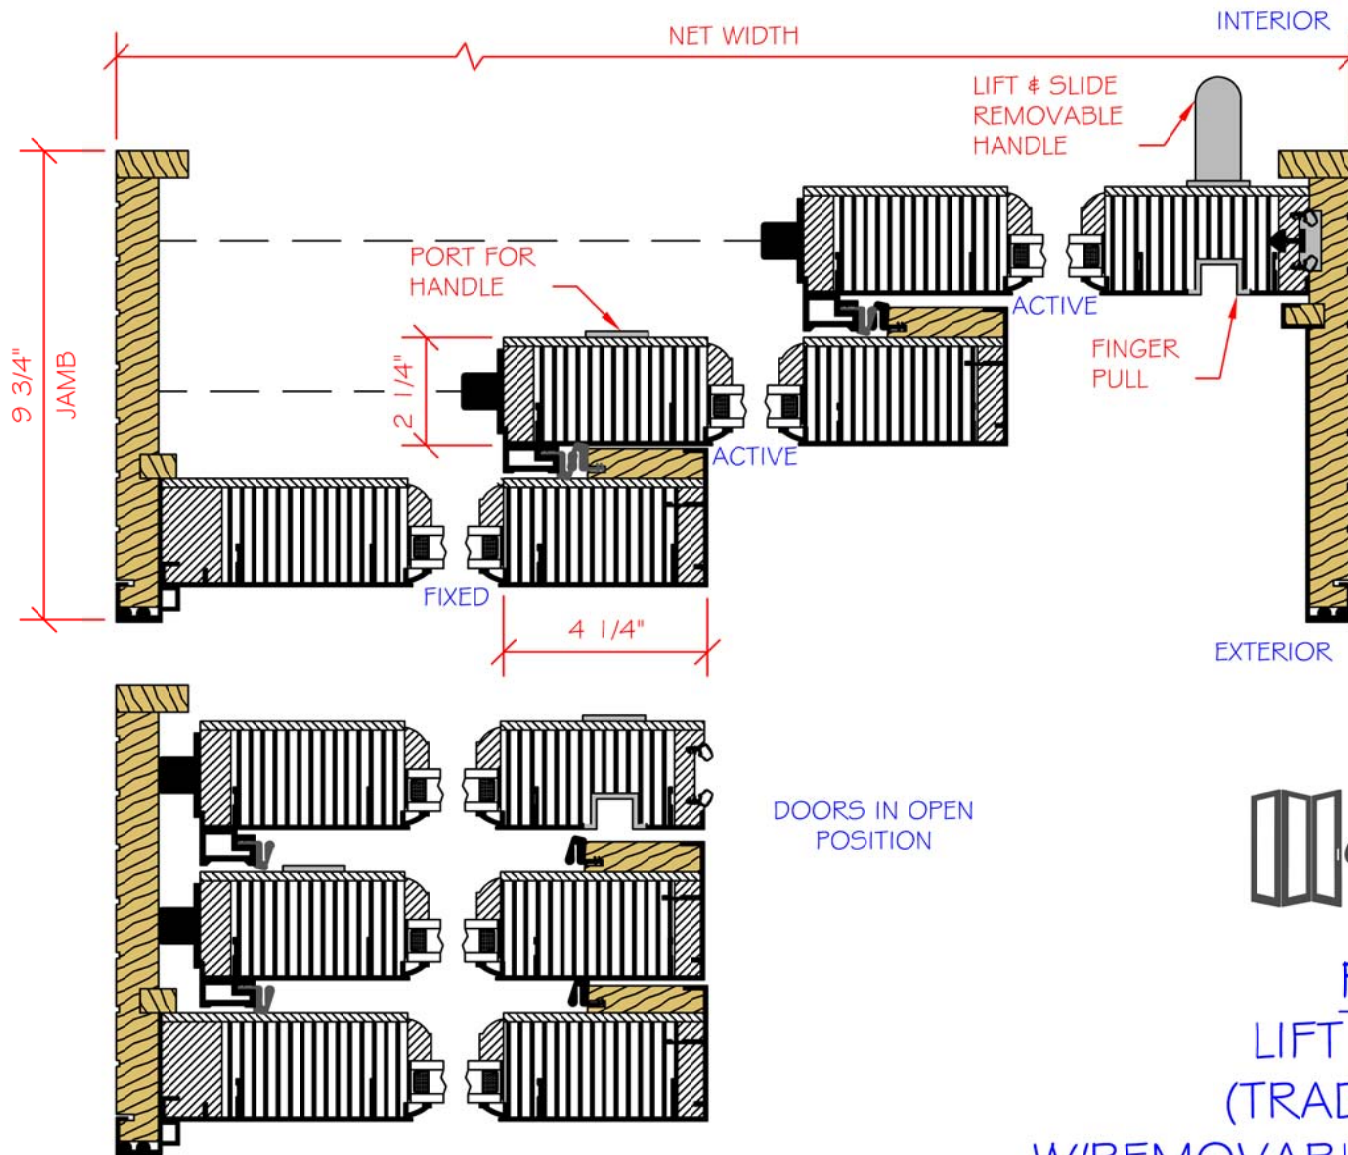 INTERIOR
NET WIDTH
LIFT & SLIDE
REMOVABLE
HANDLE
PORT FOR
HANDLE
ACTIVE
FINGER
PULL
9 3/4"
JAMB
2 1/4"
ACTIVE
FIXED
4 1/4"
EXTERIOR
DOORS IN OPEN
POSITION
LIFT
(TRAD